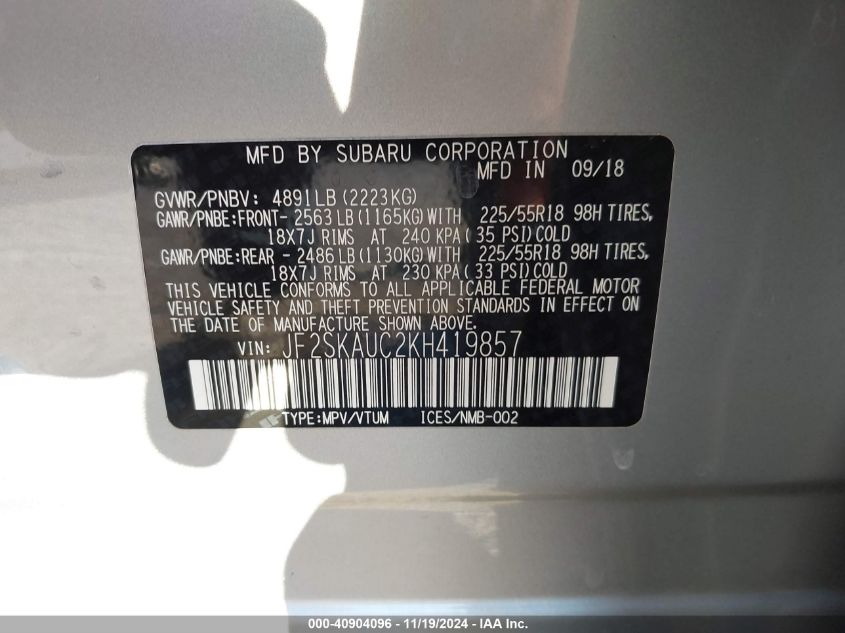 MFD BY SUBARU CORPORATION
MFD IN 09/18
GVWR/PNBV: 4891LB (2223KG)
GAWR/PNBE:FRONT- 2563 LB (1165KG) WITH 225/55R18 98H TIRES,
18X7J RIMS AT 240 KPA ( 35 PSI) COLD
GAWR/PNBE:REAR - 2486 LB (1130KG) WITH 225/55R18 98H TIRES,
18X7J RIMS AT 230 KPA ( 33 PSI) COLD
THIS VEHICLE CONFORMS TO ALL APPLICABLE FEDERAL MOTOR
VEHICLE SAFETY AND THEFT PREVENTION STANDARDS IN EFFECT ON
THE DATE OF MANUFACTURE SHOWN ABOVE.
VIN: JF2SKAUC2KH419857
TYPE:MPV/VTUM ICES/NMB-002
000-40904096 - 11/19/2024 - IAA Inc.